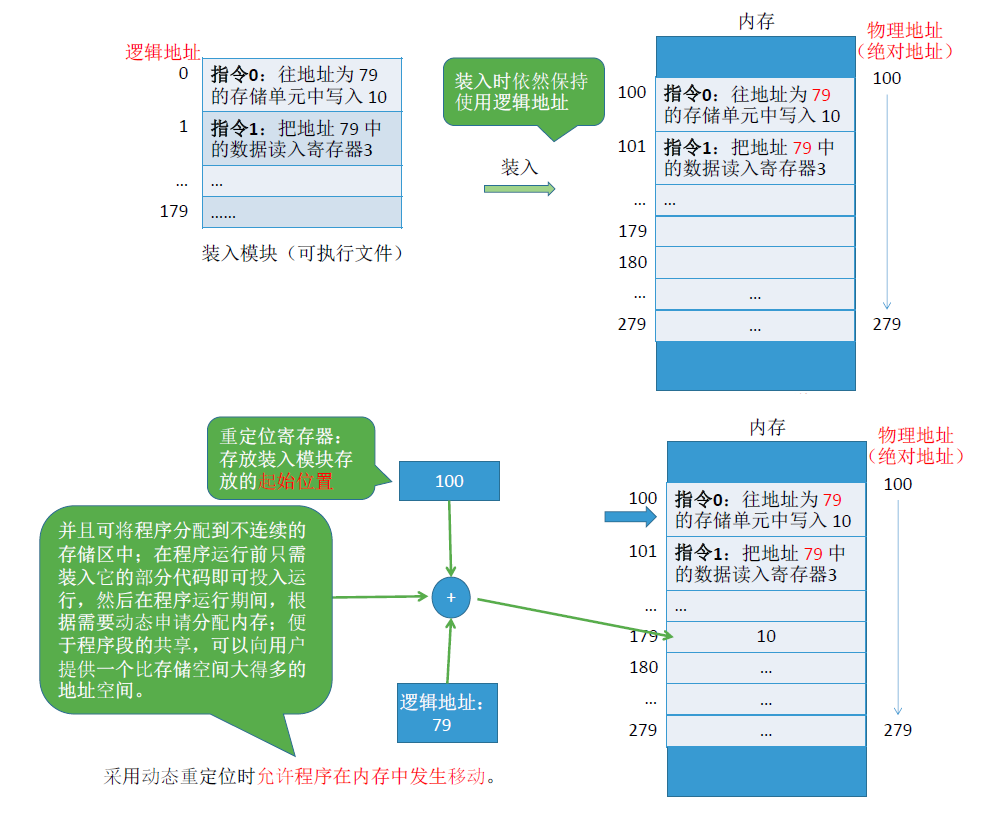 内存
逻辑地址
物理地址
（绝对地址）
0
指令0：往地址为 79
的存储单元中写入 10
1
指令1：把地址 79 中
的数据读入寄存器3
...
...
179
......
装入模块（可执行文件）
装入时依然保持
使用逻辑地址
装入
100
指令0：往地址为 79
的存储单元中写入 10
101
指令1：把地址 79 中
的数据读入寄存器3
...
...
179
180
...
...
279
...
100
279
重定位寄存器：
存放装入模块存
放的起始位置
100
并且可将程序分配到不连续的
存储区中；在程序运行前只需
装入它的部分代码即可投入运
行，然后在程序运行期间，根
据需要动态申请分配内存；便
于程序段的共享，可以向用户
提供一个比存储空间大得多的
地址空间。
+
逻辑地址：
79
内存
物理地址
（绝对地址）
100
指令0：往地址为 79
的存储单元中写入 10
101
指令1：把地址 79 中
的数据读入寄存器3
...
...
179
10
180
...
...
...
279
...
100
279
采用动态重定位时允许程序在内存中发生移动。